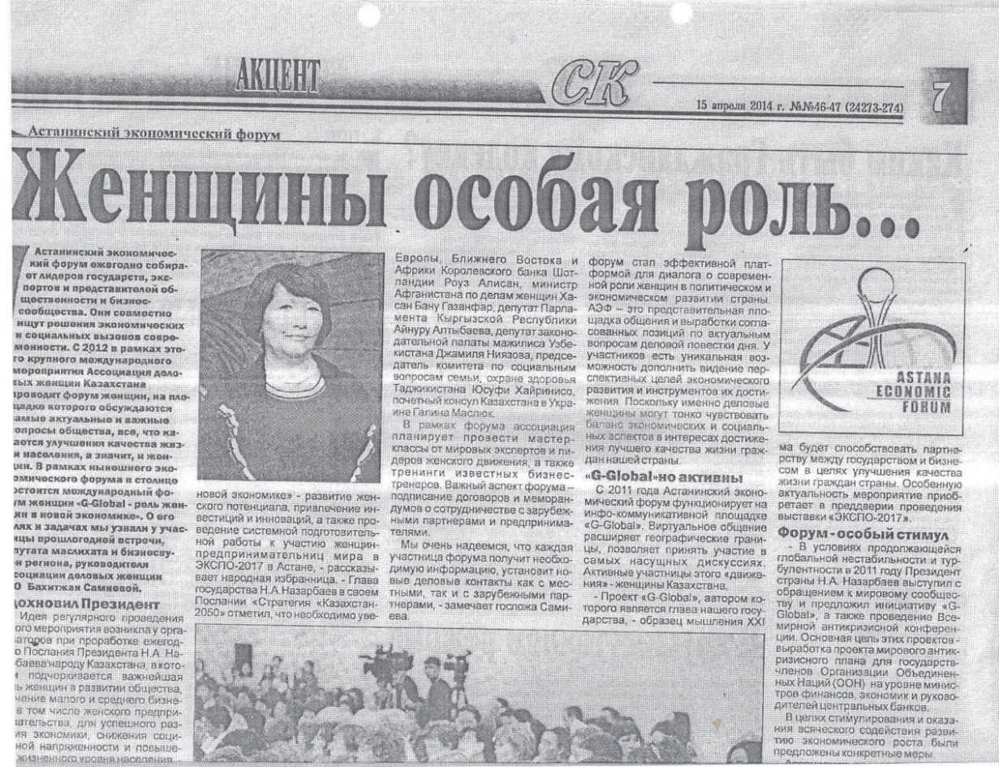 АКЦЕНТ
СК
15 апреля 2014 г. №№46-47 (24273-274)
7
Астанинский экономический форум
Женщины особая роль...
Астанинский экономичес-
кий форум ежегодно собира-
ет лидеров государств, экс-
пертов и представителей об-
щественности и бизнес-
сообщества. Они совместно
ищут решения экономических
и социальных вызовов совре-
менности. С 2012 в рамках это-
го крупного международного
мероприятия Ассоциация дело-
вых женщин Казахстана
проводит форум женщин, на пло-
щадке которого обсуждаются
самые актуальные и важные
вопросы общества, все, что ка-
ается улучшения качества жиз-
и населения, а значит, и жен-
ин. В рамках нынешнего эко-
омического форума в столице
остоится международный фо-
ум женщин «G-Global - роль жен-
ин в новой экономике». О его
лях и задачах мы узнали у учас-
ицы прошлогодней встречи,
путата маслихата и бизнесву-
н региона, руководителя
социации деловых женщин
О Бахитжан Самиевой.
дохновил Президент
Идея регулярного проведения
ого мероприятия возникла у орга-
аторов при проработке ежегод-
о Послания Президента Н.А. На-
баева народу Казахстана, в кото-
м подчеркивается важнейшая
ь женщин в развитии общества,
чение малого и среднего бизне-
в том числе женского предпри-
ательства, для успешного раз-
ия экономики, снижения соци-
ной напряженности и повыше-
жизненного уровня населения. -
новой экономике» - развитие жен-
ского потенциала, привлечение ин-
вестиций и инноваций, а также про-
ведение системной подготовитель-
ной работы к участию женщин-
предпринимательниц мира в
ЭКСПО-2017 в Астане, - рассказы-
вает народная избранница. - Глава
государства Н.А.Назарбаев в своем
Послании «Стратегия «Казахстан-
2050» отметил, что необходимо уве-
Европы, Ближнего Востока и
Африки Королевского банка Шот-
ландии Роуз Алисан, министр
Афганистана по делам женщин Ха-
сан Бану Газанфар, депутат Парла-
мента Кыргызской Республики
Айнуру Алтыбаева, депутат законо-
дательной палаты мажилиса Узбе-
кистана Джамиля Ниязова, предсе-
датель комитета по социальным
вопросам семьи, охране здоровья
Таджикистана Юсуфи Хайринисо,
почетный консул Казахстана в Укра-
ине Галина Маслюк.
В рамках форума ассоциация
планирует провести мастер-
классы от мировых экспертов и ли-
деров женского движения, а также
тренинги известных бизнес-
тренеров. Важный аспект форума –
подписание договоров и меморан-
думов о сотрудничестве с зарубеж-
ными партнерами и предпринима-
телями.
Мы очень надеемся, что каждая
участница форума получит необхо-
димую информацию, установит но-
вые деловые контакты как с мес-
тными, так и с зарубежными пар-
тнерами, - замечает госпожа Сами-
ева.
форум стал эффективной плат-
формой для диалога о современ-
ной роли женщин в политическом и
экономическом развитии страны.
АЭФ – это представительная пло-
щадка общения и выработки согла-
сованных позиций по актуальным
вопросам деловой повестки дня. У
участников есть уникальная воз-
можность дополнить видение пер-
спективных целей экономического
развития и инструментов их дости-
жения. Поскольку именно деловые
женщины могут тонко чувствовать
баланс экономических и социаль-
ных аспектов в интересах достиже-
ния лучшего качества жизни граж-
дан нашей страны.
«G-Global»но активны
С 2011 года Астанинский эконо-
мический форум функционирует на
инфо-коммуникативной площадке
«G-Global». Виртуальное общение
расширяет географические грани-
цы, позволяет принять участие в
самых насущных дискуссиях.
Активные участницы этого «движе-
ния» - женщины Казахстана.
- Проект «G-Global», автором ко-
торого является глава нашего госу-
дарства, - образец мышления XXI
ASTANA
ECONOMIC
FORUM
ма будет способствовать партне-
рству между государством и бизне-
сом в целях улучшения качества
жизни граждан страны. Особенную
актуальность мероприятие приоб-
ретает в преддверии проведения
выставки «ЭКСПО-2017».
Форум - особый стимул
- В условиях продолжающейся
глобальной нестабильности и тур-
булентности в 2011 году Президент
страны Н.А. Назарбаев выступил с
обращением к мировому сообщес-
тву и предложил инициативу «G-
Global», а также проведение Все-
мирной антикризисной конферен-
ции. Основная цель этих проектов -
выработка проекта мирового антик-
ризисного плана для государств-
членов Организации Объединен-
ных Наций (ООН) на уровне минис-
тров финансов, экономик и руково-
дителей центральных банков.
В целях стимулирования и оказа-
ния всяческого содействия разви-
тию экономического роста были
предложены конкретные меры.